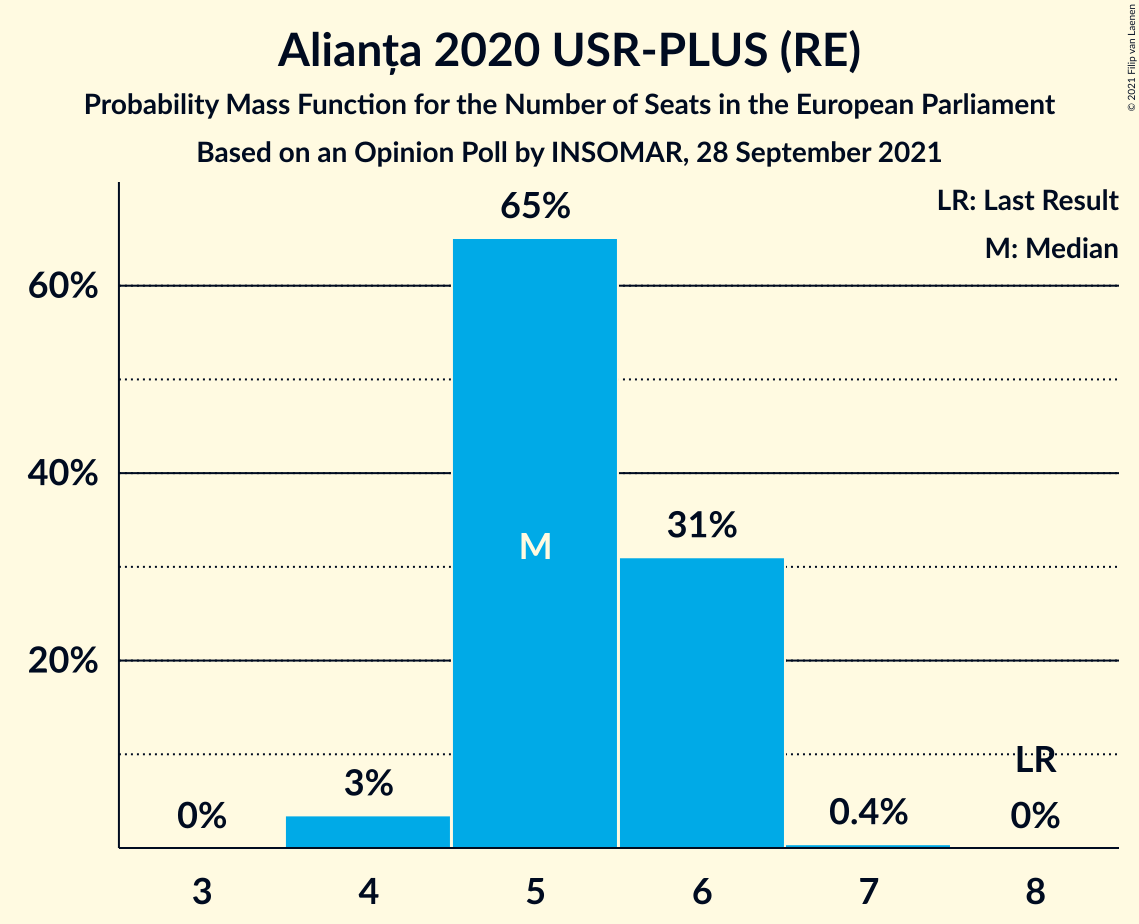 Alianța 2020 USR-PLUS (RE)
Probability Mass Function for the Number of Seats in the European Parliament
Based on an Opinion Poll by INSOMAR, 28 September 2021
© 2021 Filip van Laenen
LR: Last Result
M: Median
60%
40%
20%
0%
3%
65%
M
31%
0.4%
LR
0%
3 4 5 6 7 8